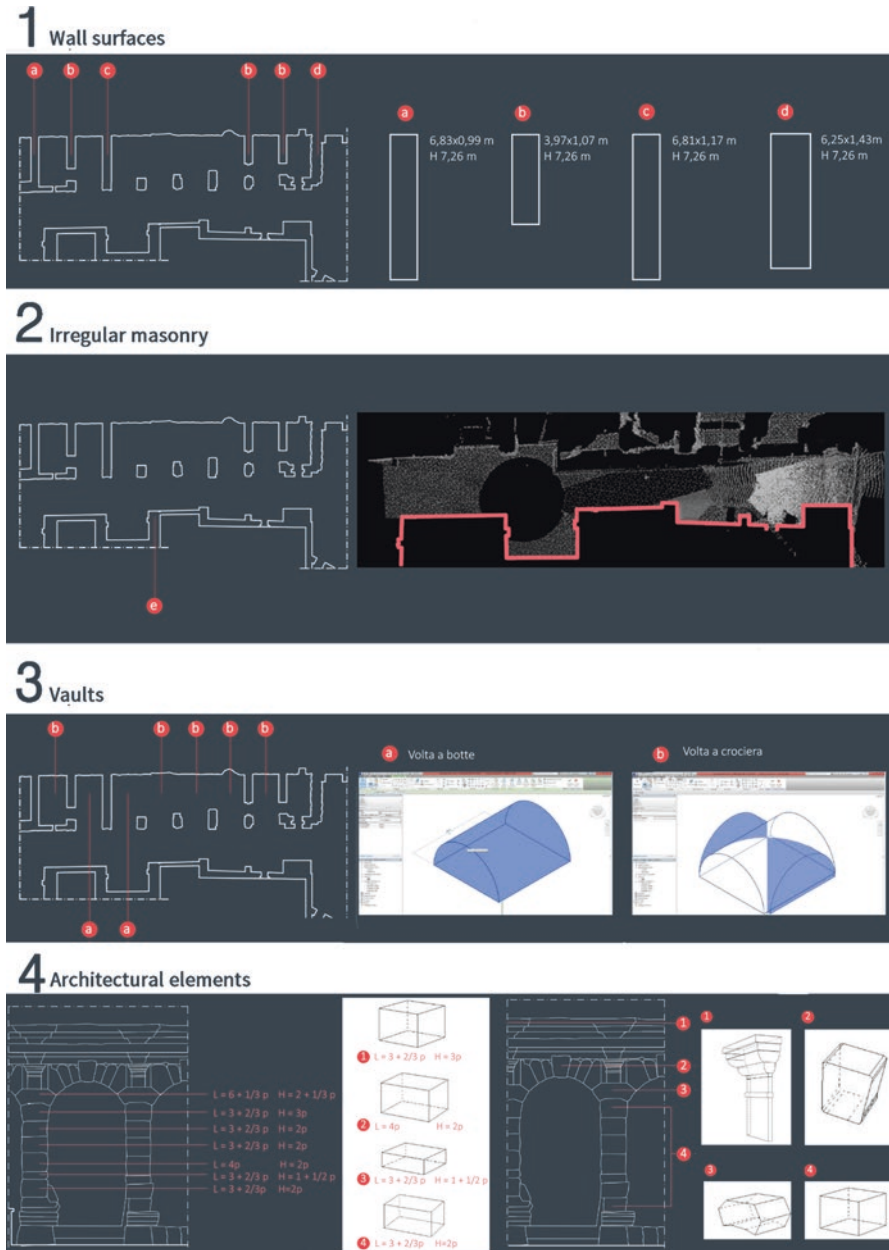 1 Wall surfaces
a b c b b d
a b c d
6,83x0,99 m
H 7,26 m
3,97x1,07 m
H 7,26 m
6,81x1,17 m
H 7,26 m
6,25x1,43m
H 7,26 m
2 Irregular masonry
e
3 Vaults
b b b b b
a Volta a botte
b Volta a crociera
a a
4 Architectural elements
L = 6 + 1/3 p H = 2 + 1/3p
L = 3 + 2/3 p H = 3p
L = 3 + 2/3 p H = 2p
L = 3 + 2/3 p H = 2p
L = 4p H = 2p
L = 3 + 2/3 p H = 1 + 1/2 p
L = 3 + 2/3p H=2p
1 L = 3 + 2/3 p H = 3p
2 L = 4p H = 2p
3 L = 3 + 2/3 p H = 1 + 1/2 p
4 L = 3 + 2/3p H=2p
1
2
3
4
1 2
3 4